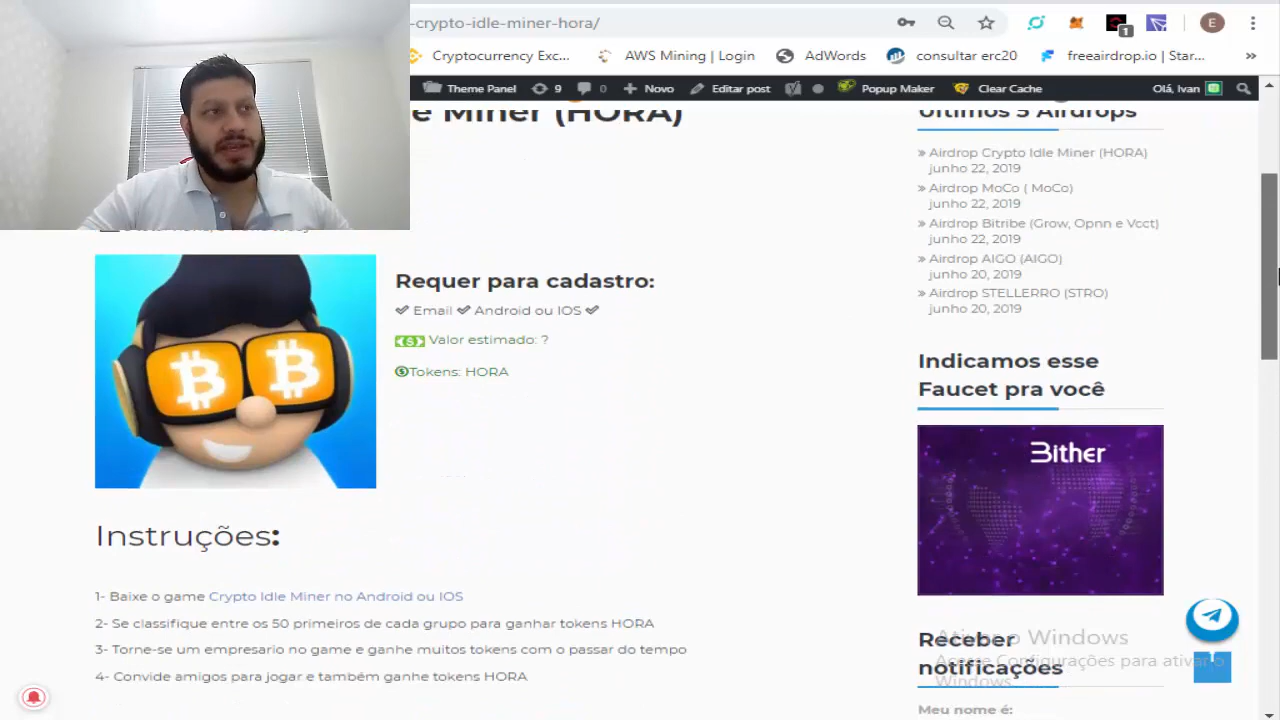 -crypto-idle-miner-hora/
Cryptocurrency Exc...
AWS Mining | Login
AdWords
consultar erc20
freeairdrop.io | Star...
»
1
E
Theme Panel
9
0
Novo
Editar post
Popup Maker
Clear Cache
Olá, Ivan
e Miner (HORA)
Últimos 5 Airdrops
» Airdrop Crypto Idle Miner (HORA)
junho 22, 2019
» Airdrop MoCo ( MoCo)
junho 22, 2019
» Airdrop Bitribe (Grow, Opnn e Vcct)
junho 22, 2019
» Airdrop AIGO (AIGO)
junho 20, 2019
» Airdrop STELLERRO (STRO)
junho 20, 2019
Requer para cadastro:
✔ Email ✔ Android ou IOS ✔
Valor estimado: ?
Tokens: HORA
Indicamos esse
Faucet pra você
Bither
Instruções:
1- Baixe o game Crypto Idle Miner no Android ou IOS
2- Se classifique entre os 50 primeiros de cada grupo para ganhar tokens HORA
3- Torne-se um empresario no game e ganhe muitos tokens com o passar do tempo
4- Convide amigos para jogar e também ganhe tokens HORA
Receber
notificações
Meu nome é:
Ativar o Windows
Acesse Configurações para ativar o
Windows.